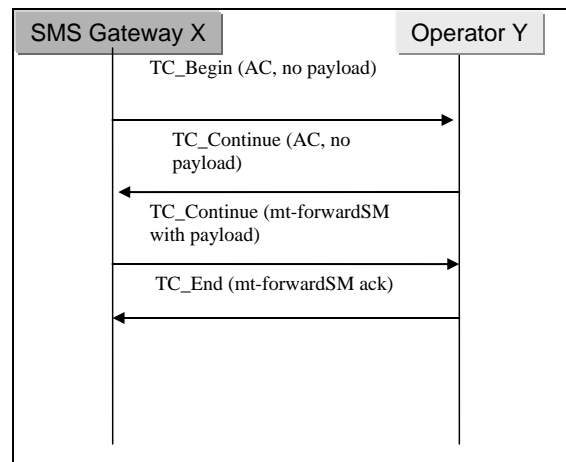 SMS Gateway X
Operator Y
TC_Begin (AC, no payload)
TC_Continue (AC, no
payload)
TC_Continue (mt-forwardSM
with payload)
TC_End (mt-forwardSM ack)